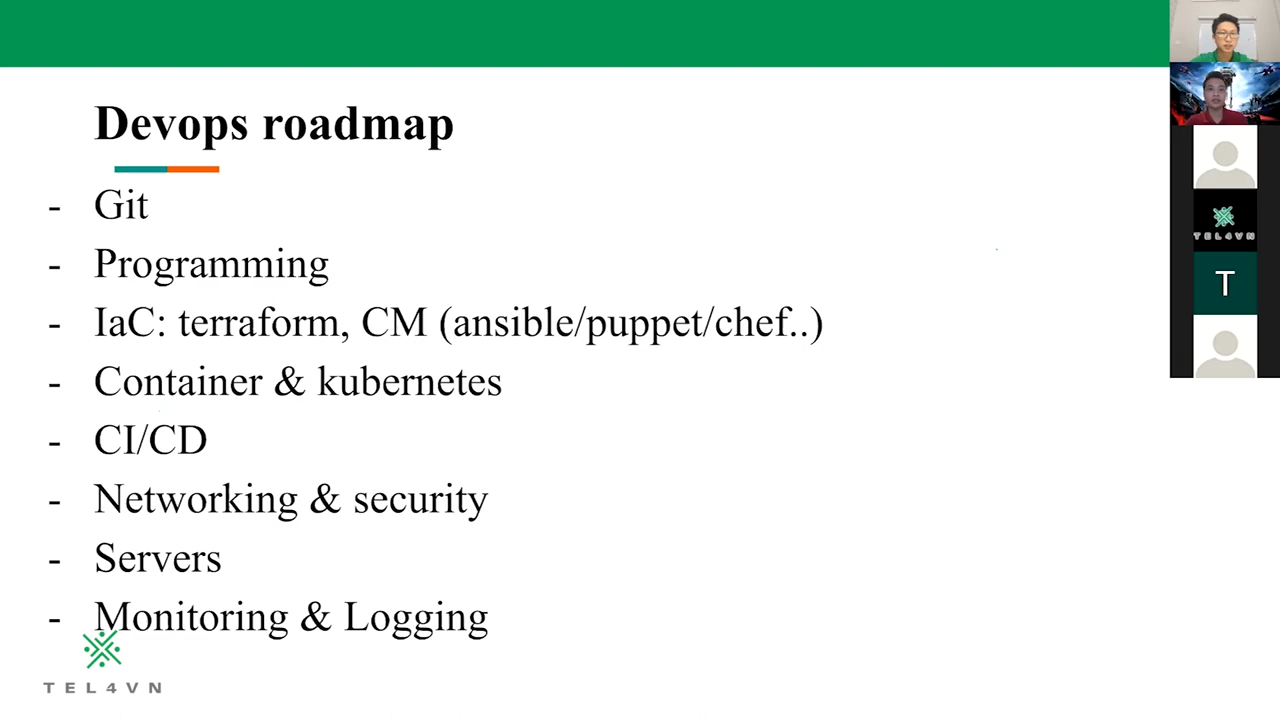 Devops roadmap
- Git
- Programming
- IaC: terraform, CM (ansible/puppet/chef..)
- Container & kubernetes
- CI/CD
- Networking & security
- Servers
- Monitoring & Logging
TEL4VN
TEL4VN
T